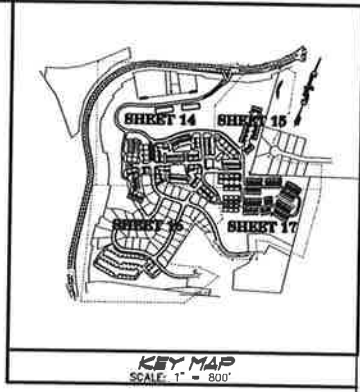 SHEET 14 SHEET 15
SHEET 16 SHEET 17
KEY MAP
SCALE: 1" = 800'